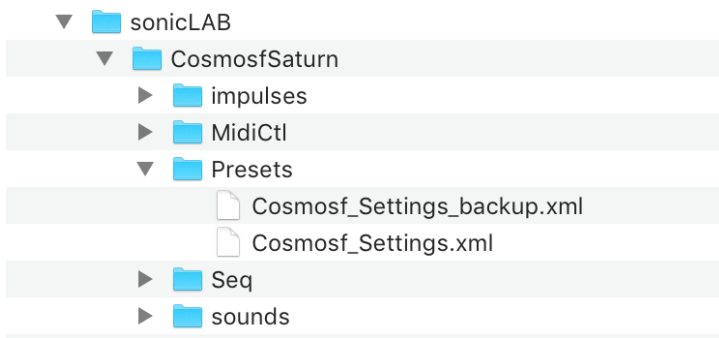 sonicLAB
CosmosfSaturn
impulses
MidiCtl
Presets
Cosmosf_Settings_backup.xml
Cosmosf_Settings.xml
Seq
sounds